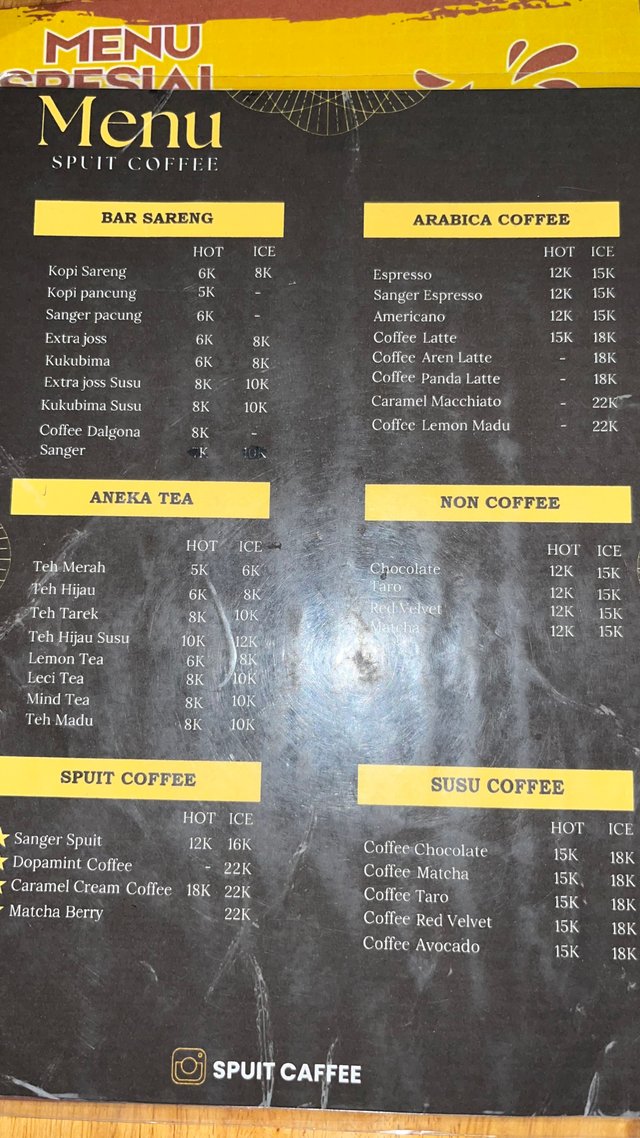 MENU
SPESIAL
Menu
SPUIT COFFEE
BAR SARENG
HOT ICE
Kopi Sareng 6K 8K
Kopi pancung 5K -
Sanger pacung 6K -
Extra joss 6K 8K
Kukubima 6K 8K
Extra joss Susu 8K 10K
Kukubima Susu 8K 10K
Coffee Dalgona 8K -
Sanger K 10K
ARABICA COFFEE
HOT ICE
Espresso 12K 15K
Sanger Espresso 12K 15K
Americano 12K 15K
Coffee Latte 15K 18K
Coffee Aren Latte - 18K
Coffee Panda Latte - 18K
Caramel Macchiato - 22K
Coffee Lemon Madu - 22K
ANEKA TEA
HOT ICE
Teh Merah 5K 6K
Teh Hijau 6K 8K
Teh Tarek 8K 10K
Teh Hijau Susu 10K 12K
Lemon Tea 6K 8K
Leci Tea 8K 10K
Mind Tea 8K 10K
Teh Madu 8K 10K
NON COFFEE
HOT ICE
Chocolate 12K 15K
Taro 12K 15K
Red Velvet 12K 15K
Matcha 12K 15K
SPUIT COFFEE
HOT ICE
Sanger Spuit 12K 16K
Dopamint Coffee - 22K
Caramel Cream Coffee 18K 22K
Matcha Berry 22K
SUSU COFFEE
HOT ICE
Coffee Chocolate 15K 18K
Coffee Matcha 15K 18K
Coffee Taro 15K 18K
Coffee Red Velvet 15K 18K
Coffee Avocado 15K 18K
SPUIT CAFFEE